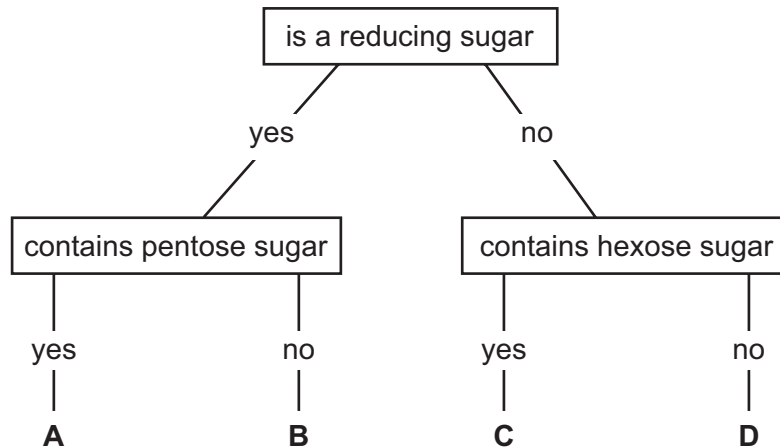 is a reducing sugar
yes
no
contains pentose sugar
contains hexose sugar
yes
no
yes
no
A
B
C
D